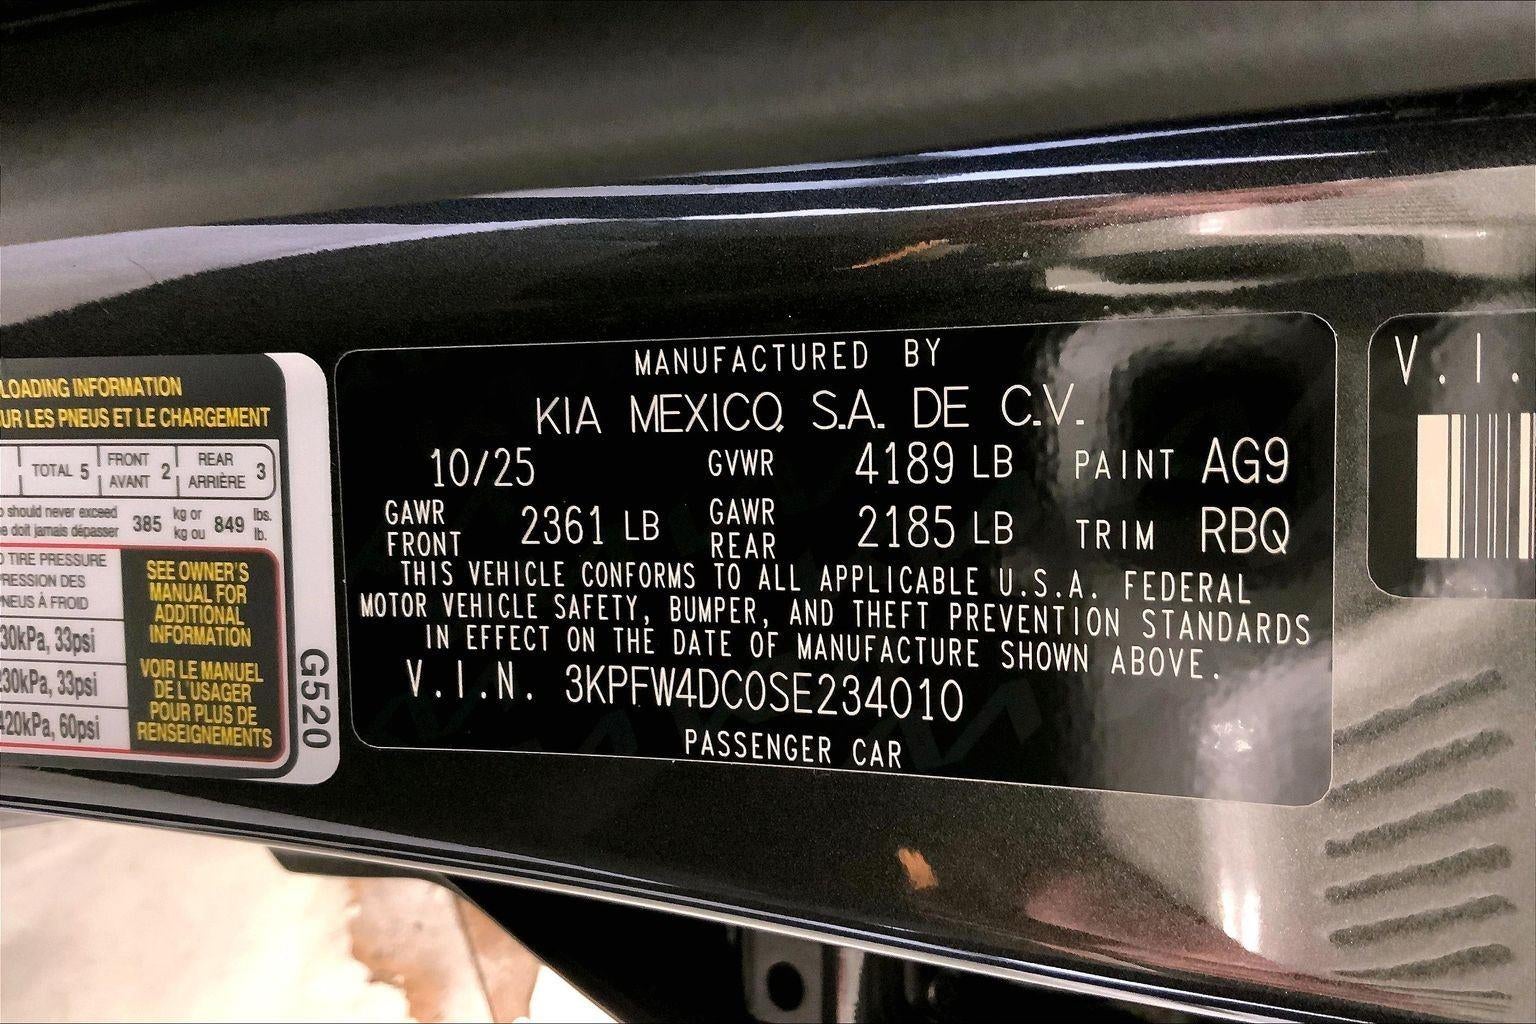 LOADING INFORMATION
UR LES PNEUS ET LE CHARGEMENT
TOTAL 5 FRONT AVANT 2 REAR ARRIÈRE 3
should never exceed
doit jamais dépasser 385 kg or kg ou 849 lbs. lb.
TIRE PRESSURE
RESSION DES
NEUS À FROID
30kPa, 33psi
230kPa, 33psi
420kPa, 60psi
SEE OWNER'S
MANUAL FOR
ADDITIONAL
INFORMATION
VOIR LE MANUEL
DE L'USAGER
POUR PLUS DE
RENSEIGNEMENTS
G520
MANUFACTURED BY
KIA MEXICO, S.A. DE C.V.
10/25 GVWR 4189 LB PAINT AG9
GAWR FRONT 2361 LB GAWR REAR 2185 LB TRIM RBQ
THIS VEHICLE CONFORMS TO ALL APPLICABLE U.S.A. FEDERAL
MOTOR VEHICLE SAFETY, BUMPER, AND THEFT PREVENTION STANDARDS
IN EFFECT ON THE DATE OF MANUFACTURE SHOWN ABOVE.
V.I.N. 3KPFW4DC0SE234010
PASSENGER CAR
V.I.